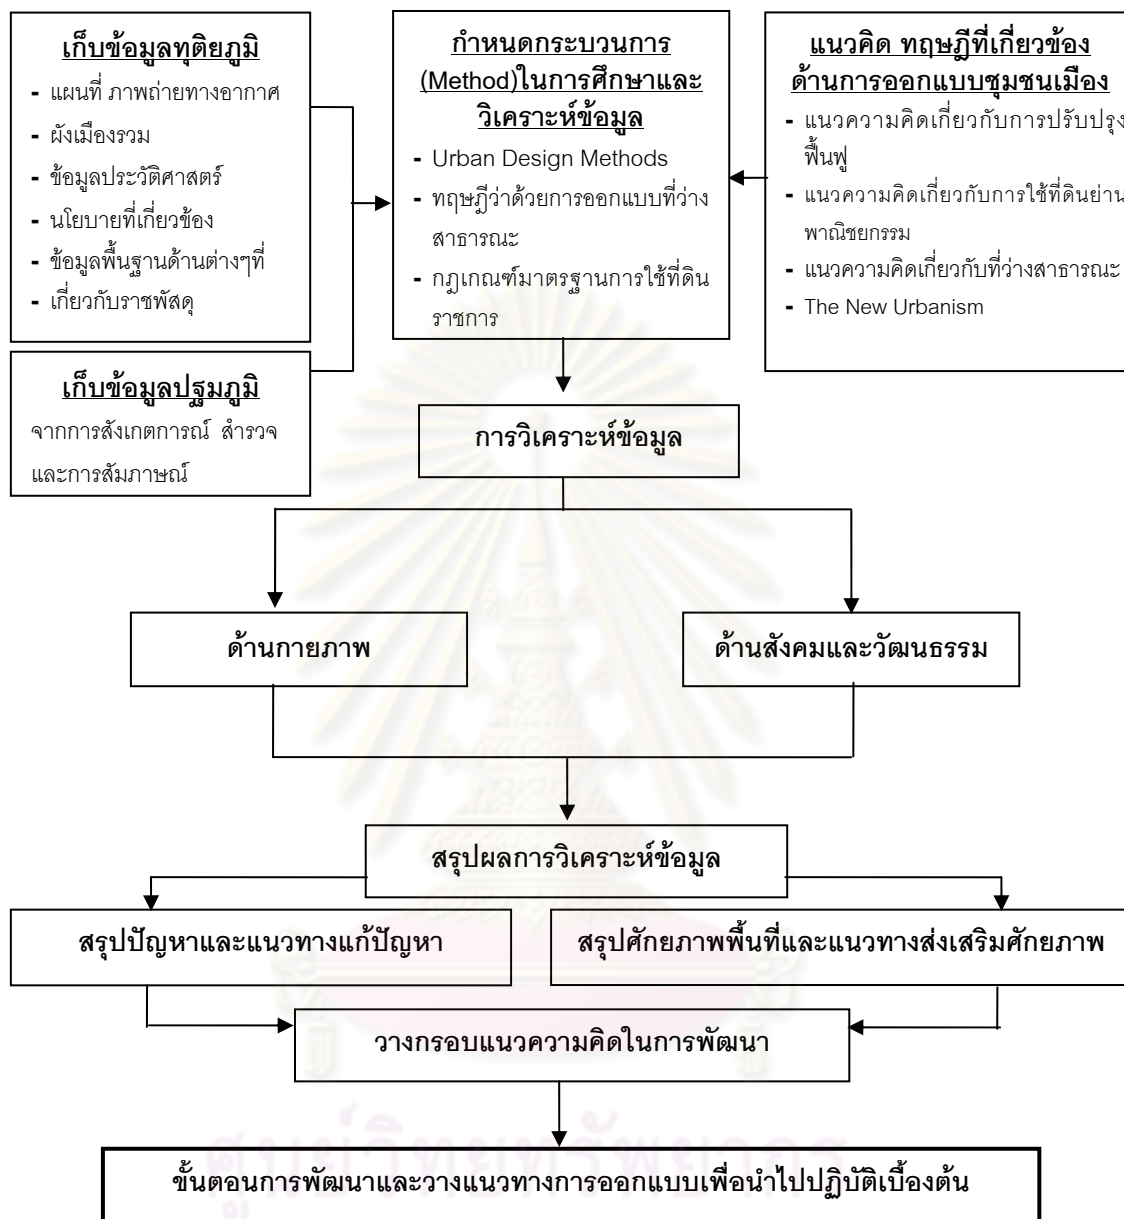 เก็บข้อมูลทุติยภูมิ
- แผนที่ ภาพถ่ายทางอากาศ
- ผังเมืองรวม
- ข้อมูลประวัติศาสตร์
- นโยบายที่เกี่ยวข้อง
- ข้อมูลพื้นฐานด้านต่างๆที่
- เกี่ยวกับราชพัสดุ
เก็บข้อมูลปฐมภูมิ
จากการสังเกตการณ์ สำรวจ
และการสัมภาษณ์
กำหนดกระบวนการ
(Method)ในการศึกษาและ
วิเคราะห์ข้อมูล
- Urban Design Methods
- ทฤษฎีว่าด้วยการออกแบบที่ว่าง
สาธารณะ
- กฎเกณฑ์มาตรฐานการใช้ที่ดิน
ราชการ
แนวคิด ทฤษฎีที่เกี่ยวข้อง
ด้านการออกแบบชุมชนเมือง
- แนวความคิดเกี่ยวกับการปรับปรุง
ฟื้นฟู
- แนวความคิดเกี่ยวกับการใช้ที่ดินย่าน
พาณิชยกรรม
- แนวความคิดเกี่ยวกับที่ว่างสาธารณะ
- The New Urbanism
การวิเคราะห์ข้อมูล
ด้านกายภาพ
ด้านสังคมและวัฒนธรรม
สรุปผลการวิเคราะห์ข้อมูล
สรุปปัญหาและแนวทางแก้ปัญหา
สรุปศักยภาพพื้นที่และแนวทางส่งเสริมศักยภาพ
วางกรอบแนวความคิดในการพัฒนา
ศูนย์วิทยทรัพยากร
ขั้นตอนการพัฒนาและวางแนวทางการออกแบบเพื่อนำไปปฏิบัติเบื้องต้น